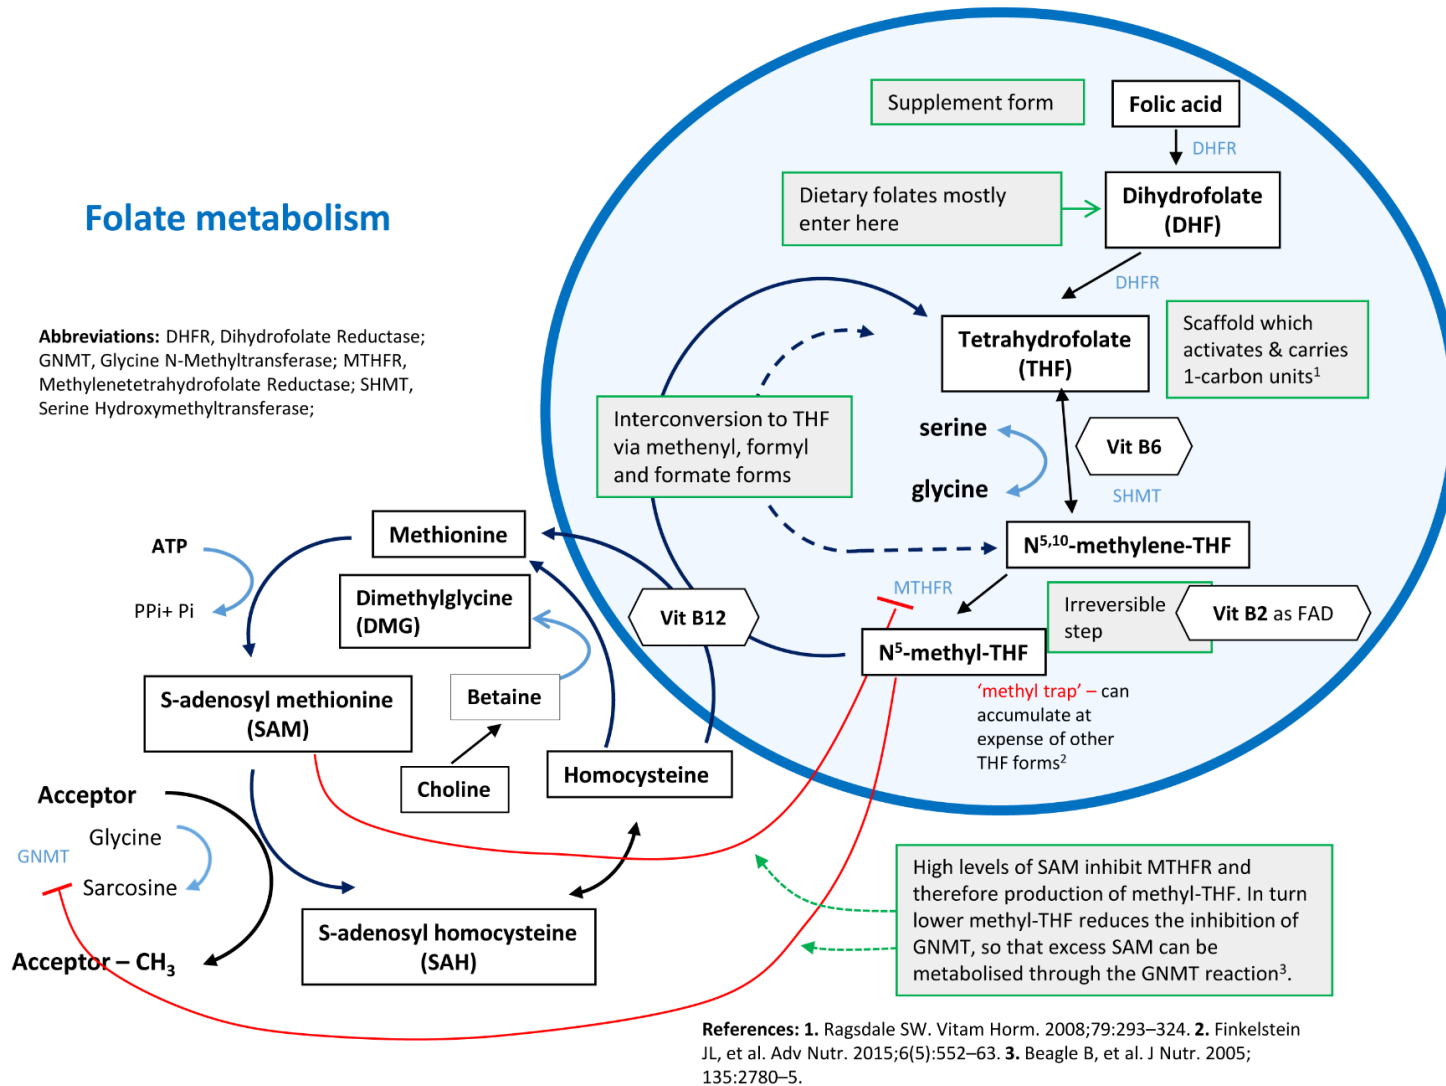 Supplement form
Folic acid
DHFR
Dietary folates mostly
enter here
Dihydrofolate
(DHF)
Folate metabolism
DHFR
Abbreviations: DHFR, Dihydrofolate Reductase;
GNMT, Glycine N-Methyltransferase; MTHFR,
Methylenetetrahydrofolate Reductase; SHMT,
Serine Hydroxymethyltransferase;
Tetrahydrofolate
(THF)
Scaffold which
activates & carries
1-carbon units¹
Interconversion to THF
via methenyl, formyl
and formate forms
serine
glycine
Vit B6
SHMT
N⁵,¹⁰-methylene-THF
MTHFR
Irreversible
step
Vit B2 as FAD
N⁵-methyl-THF
'methyl trap' – can
accumulate at
expense of other
THF forms²
ATP
PPi+ Pi
Methionine
Dimethylglycine
(DMG)
Vit B12
Betaine
Choline
Homocysteine
S-adenosyl methionine
(SAM)
Acceptor
Glycine
GNMT
Sarcosine
Acceptor – CH₃
S-adenosyl homocysteine
(SAH)
High levels of SAM inhibit MTHFR and
therefore production of methyl-THF. In turn
lower methyl-THF reduces the inhibition of
GNMT, so that excess SAM can be
metabolised through the GNMT reaction³.
References: 1. Ragsdale SW. Vitam Horm. 2008;79:293–324. 2. Finkelstein
JL, et al. Adv Nutr. 2015;6(5):552–63. 3. Beagle B, et al. J Nutr. 2005;
135:2780–5.